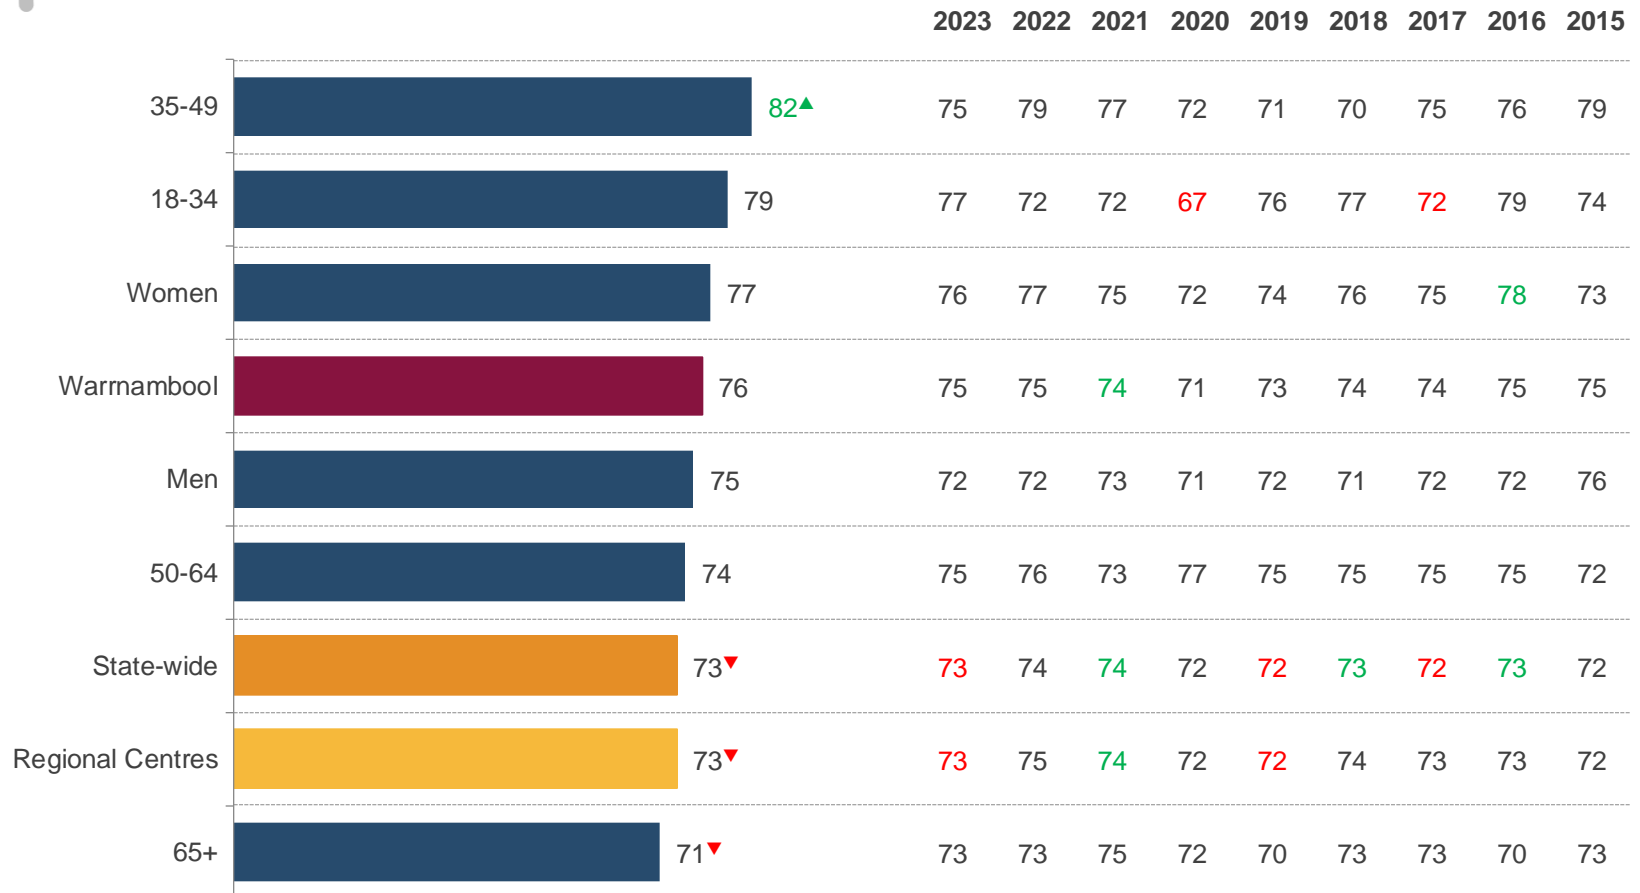 2023 2022 2021 2020 2019 2018 2017 2016 2015
35-49 82▲ 75 79 77 72 71 70 75 76 79
18-34 79 77 72 72 67 76 77 72 79 74
Women 77 76 77 75 72 74 76 75 78 73
Warrnambool 76 75 75 74 71 73 74 74 75 75
Men 75 72 72 73 71 72 71 72 72 76
50-64 74 75 76 73 77 75 75 75 75 72
State-wide 73▼ 73 74 74 72 72 73 72 73 72
Regional Centres 73▼ 73 75 74 72 72 74 73 73 72
65+ 71▼ 73 73 75 72 70 73 73 70 73